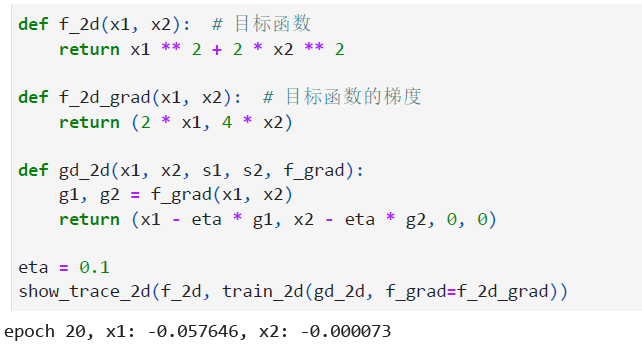 def f_2d(x1, x2):  # 目标函数
    return x1 ** 2 + 2 * x2 ** 2
def f_2d_grad(x1, x2):  # 目标函数的梯度
    return (2 * x1, 4 * x2)
def gd_2d(x1, x2, s1, s2, f_grad):
    g1, g2 = f_grad(x1, x2)
    return (x1 - eta * g1, x2 - eta * g2, 0, 0)
eta = 0.1
show_trace_2d(f_2d, train_2d(gd_2d, f_grad=f_2d_grad))
epoch 20, x1: -0.057646, x2: -0.000073